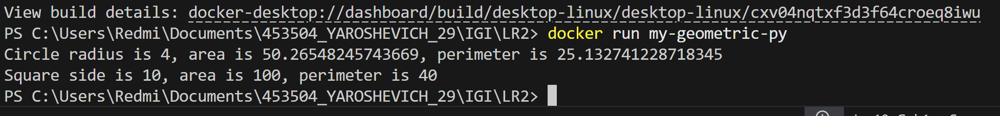 View build details: docker-desktop://dashboard/build/desktop-linux/desktop-linux/cxv04nqtxf3d3f64croeq8iwu
PS C:\Users\Redmi\Documents\453504_YAROSHEVICH_29\IGI\LR2> docker run my-geometric-py
Circle radius is 4, area is 50.26548245743669, perimeter is 25.132741228718345
Square side is 10, area is 100, perimeter is 40
PS C:\Users\Redmi\Documents\453504_YAROSHEVICH_29\IGI\LR2>